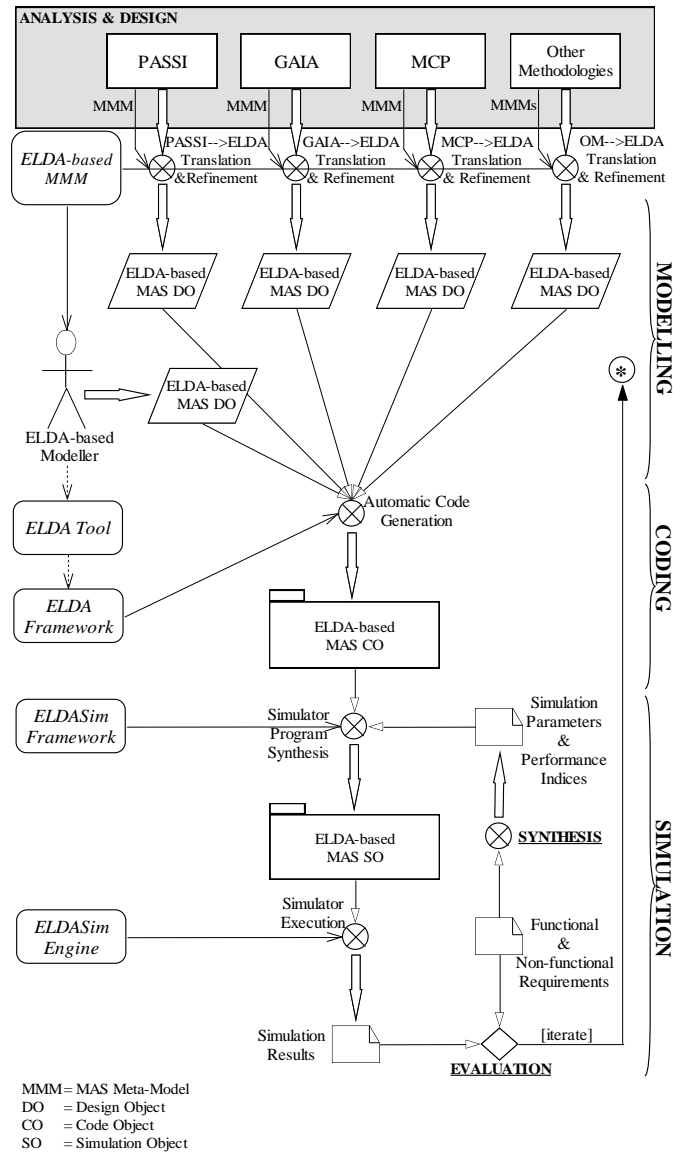 ANALYSIS & DESIGN
PASSI
GAIA
MCP
Other
Methodologies
MMM
MMM
MMM
MMMs
ELDA-based
MMM
PASSI-->ELDA
Translation
&Refinement
GAIA-->ELDA
Translation
& Refinement
MCP-->ELDA
Translation
& Refinement
OM-->ELDA
Translation
& Refinement
ELDA-based
MAS DO
ELDA-based
MAS DO
ELDA-based
MAS DO
ELDA-based
MAS DO
MODELLING
*
ELDA-based
MAS DO
ELDA-based
Modeller
Automatic Code
Generation
ELDA Tool
CODING
ELDA
Framework
ELDA-based
MAS CO
ELDASim
Framework
Simulator
Program
Synthesis
Simulation
Parameters
&
Performance
Indices
ELDA-based
MAS SO
SYNTHESIS
SIMULATION
ELDASim
Engine
Simulator
Execution
Functional
&
Non-functional
Requirements
Simulation
Results
[iterate]
EVALUATION
MMM = MAS Meta-Model
DO = Design Object
CO = Code Object
SO = Simulation Object